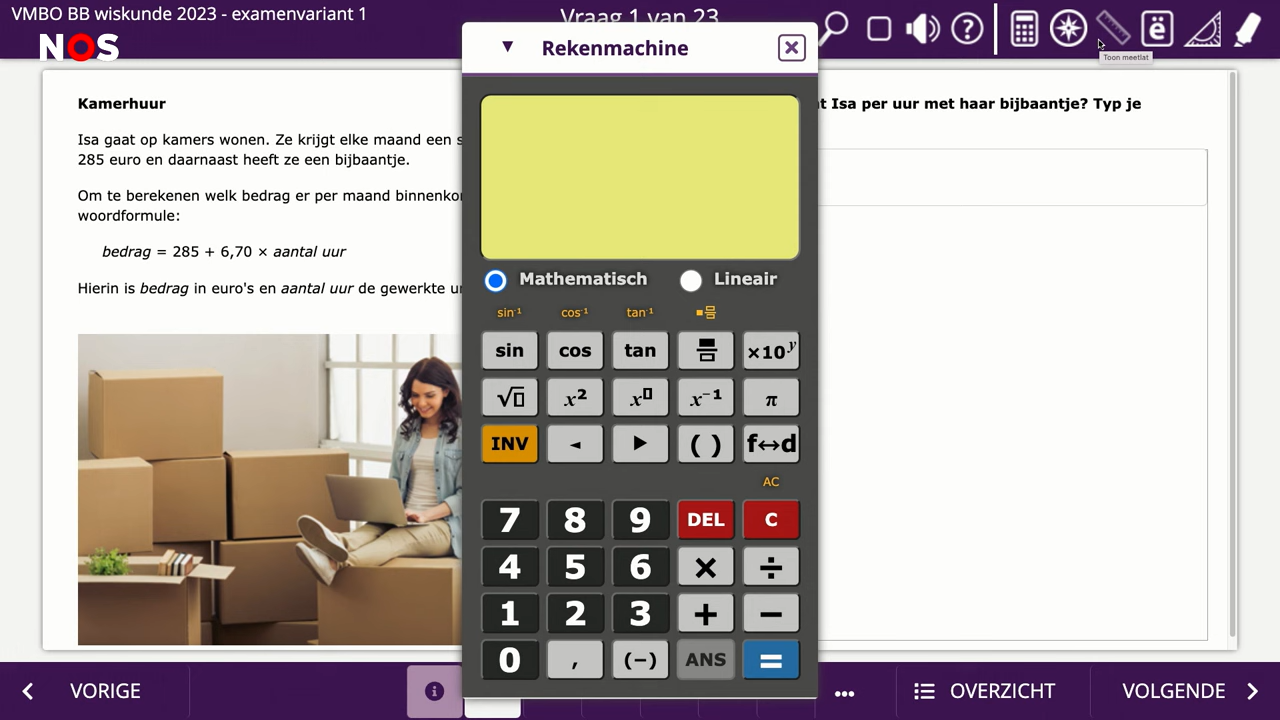 VMBO BB wiskunde 2023 - examenvariant 1
Vraag 1 van 23
NOS
Toon meetlat
Kamerhuur
Isa gaat op kamers wonen. Ze krijgt elke maand een
285 euro en daarnaast heeft ze een bijbaantje.
Om te berekenen welk bedrag er per maand
woordformule:
bedrag = 285 + 6,70 × aantal uur
Hierin is bedrag in euro's en aantal uur de gewerkte
Isa per uur met haar bijbaantje? Typ je
Rekenmachine
Mathematisch Lineair
sin-1 cos-1 tan-1
sin cos tan ×10y
√ x² x x−1 π
INV ( ) f↔d
AC
7 8 9 DEL C
4 5 6 × ÷
1 2 3 + −
0 , (−) ANS =
VORIGE
... OVERZICHT
VOLGENDE